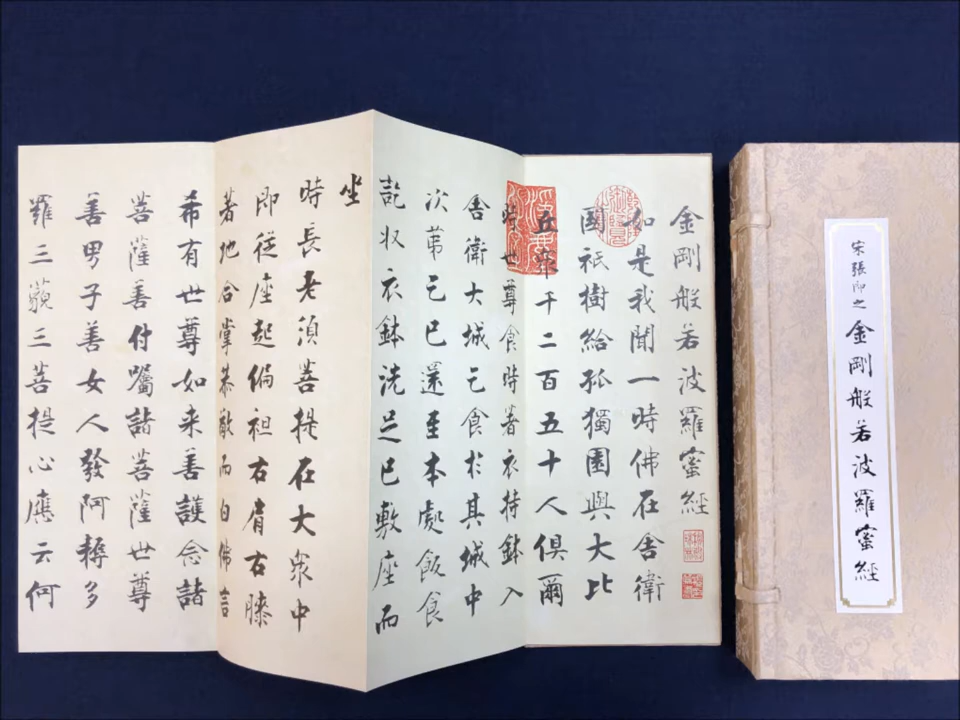 宋張即之金剛般若波羅蜜經
金剛般若波羅蜜經
如是我聞一時佛在舍衛
國祇樹給孤獨園與大比
丘衆千二百五十人俱爾
時世尊食時著衣持鉢入
舍衛大城乞食於其城中
次苐乞已還至本處飯食
訖收衣鉢洗足已敷座而
坐
時長老須菩提在大衆中
即從座起偏袒右肩右膝
著地合掌恭敬而白佛言
希有世尊如来善護念諸
菩薩善付囑諸菩薩世尊
善男子善女人發阿耨多
羅三藐三菩提心應云何